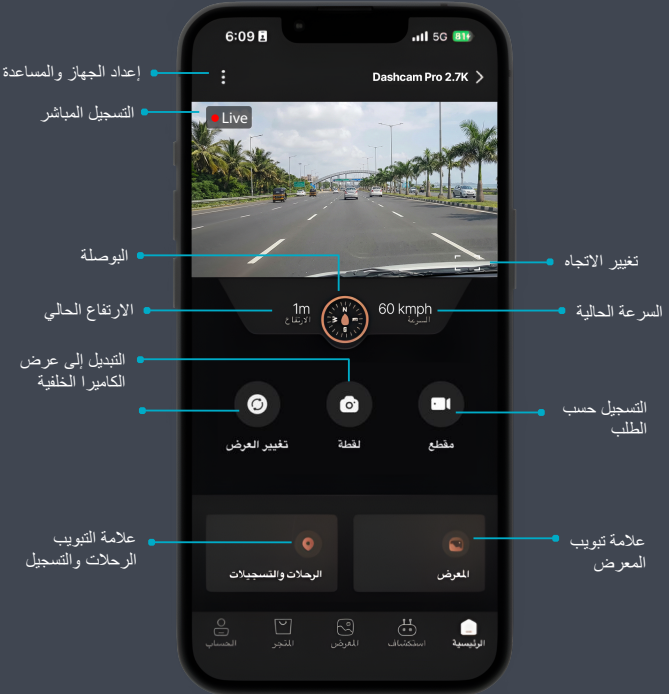 6:09
5G 81
إعداد الجهاز والمساعدة
Dashcam Pro 2.7K
التسجيل المباشر
Live
البوصلة
تغيير الاتجاه
N
E
S
W
الارتفاع الحالي
1m
الارتفاع
60 kmph
السرعة
السرعة الحالية
التبديل إلى عرض
الكاميرا الخلفية
التسجيل حسب
الطلب
مقطع
لقطة
تغيير العرض
علامة تبويب
المعرض
علامة التبويب
الرحلات والتسجيل
المعرض
الرحلات والتسجيلات
الرئيسية
استكشاف
المعرض
المتجر
الحساب